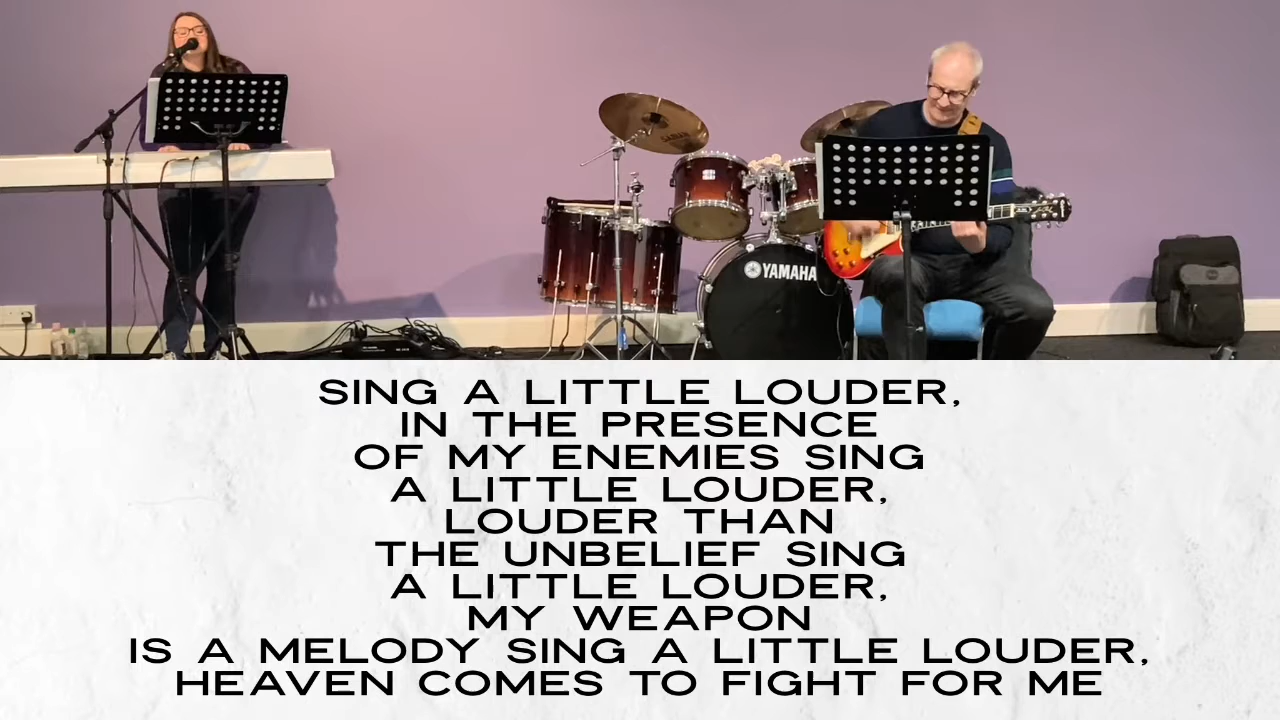 SABIAN
YAMAHA
SING A LITTLE LOUDER,
IN THE PRESENCE
OF MY ENEMIES SING
A LITTLE LOUDER,
LOUDER THAN
THE UNBELIEF SING
A LITTLE LOUDER,
MY WEAPON
IS A MELODY SING A LITTLE LOUDER,
HEAVEN COMES TO FIGHT FOR ME